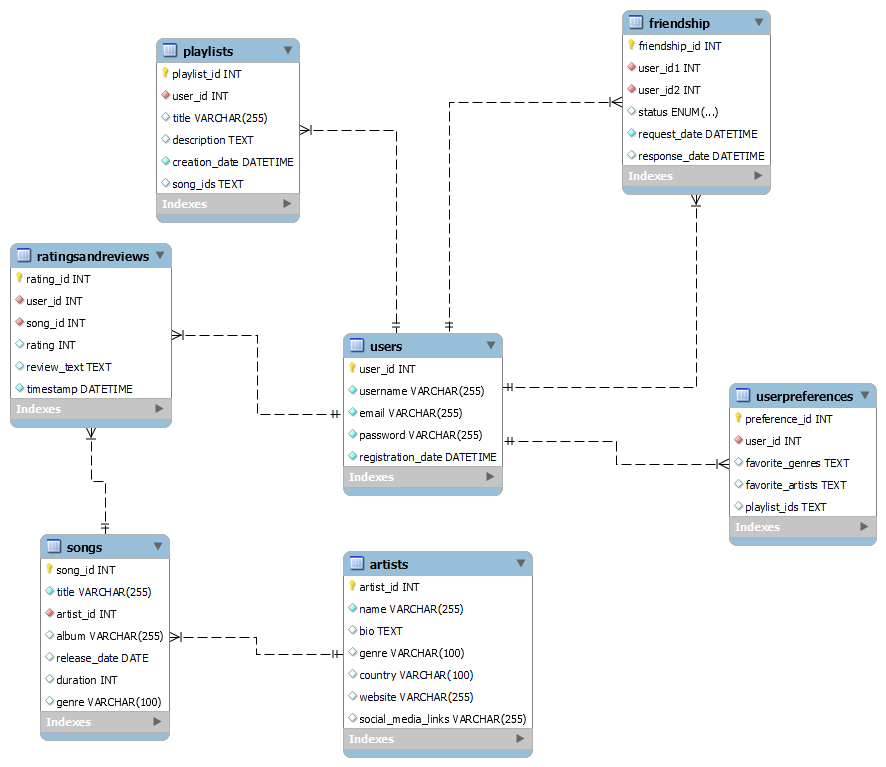 playlists
playlist_id INT
user_id INT
title VARCHAR(255)
description TEXT
creation_date DATETIME
song_ids TEXT
Indexes
friendship
friendship_id INT
user_id1 INT
user_id2 INT
status ENUM(...)
request_date DATETIME
response_date DATETIME
Indexes
ratingsandreviews
rating_id INT
user_id INT
song_id INT
rating INT
review_text TEXT
timestamp DATETIME
Indexes
users
user_id INT
username VARCHAR(255)
email VARCHAR(255)
password VARCHAR(255)
registration_date DATETIME
Indexes
userpreferences
preference_id INT
user_id INT
favorite_genres TEXT
favorite_artists TEXT
playlist_ids TEXT
Indexes
songs
song_id INT
title VARCHAR(255)
artist_id INT
album VARCHAR(255)
release_date DATE
duration INT
genre VARCHAR(100)
Indexes
artists
artist_id INT
name VARCHAR(255)
bio TEXT
genre VARCHAR(100)
country VARCHAR(100)
website VARCHAR(255)
social_media_links VARCHAR(255)
Indexes